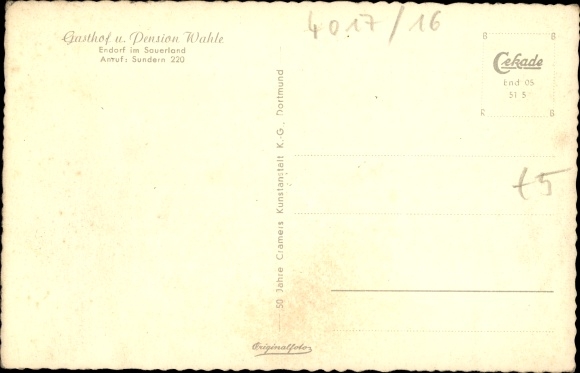 Gasthof u. Pension Wahle
Endorf im Sauerland
Anruf: Sundern 220
4017/16
Cekade
End 05
51 5
— 50 Jahre Cramers Kunstanstalt K.-G., Dortmund
£5
Originalfoto